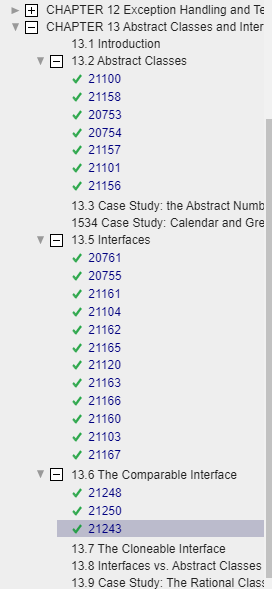 CHAPTER 12 Exception Handling and Te
CHAPTER 13 Abstract Classes and Inter
13.1 Introduction
13.2 Abstract Classes
21100
21158
20753
20754
21157
21101
21156
13.3 Case Study: the Abstract Numb
1534 Case Study: Calendar and Gre
13.5 Interfaces
20761
20755
21161
21104
21162
21165
21120
21163
21166
21160
21103
21167
13.6 The Comparable Interface
21248
21250
21243
13.7 The Cloneable Interface
13.8 Interfaces vs. Abstract Classes
13.9 Case Study: The Rational Class